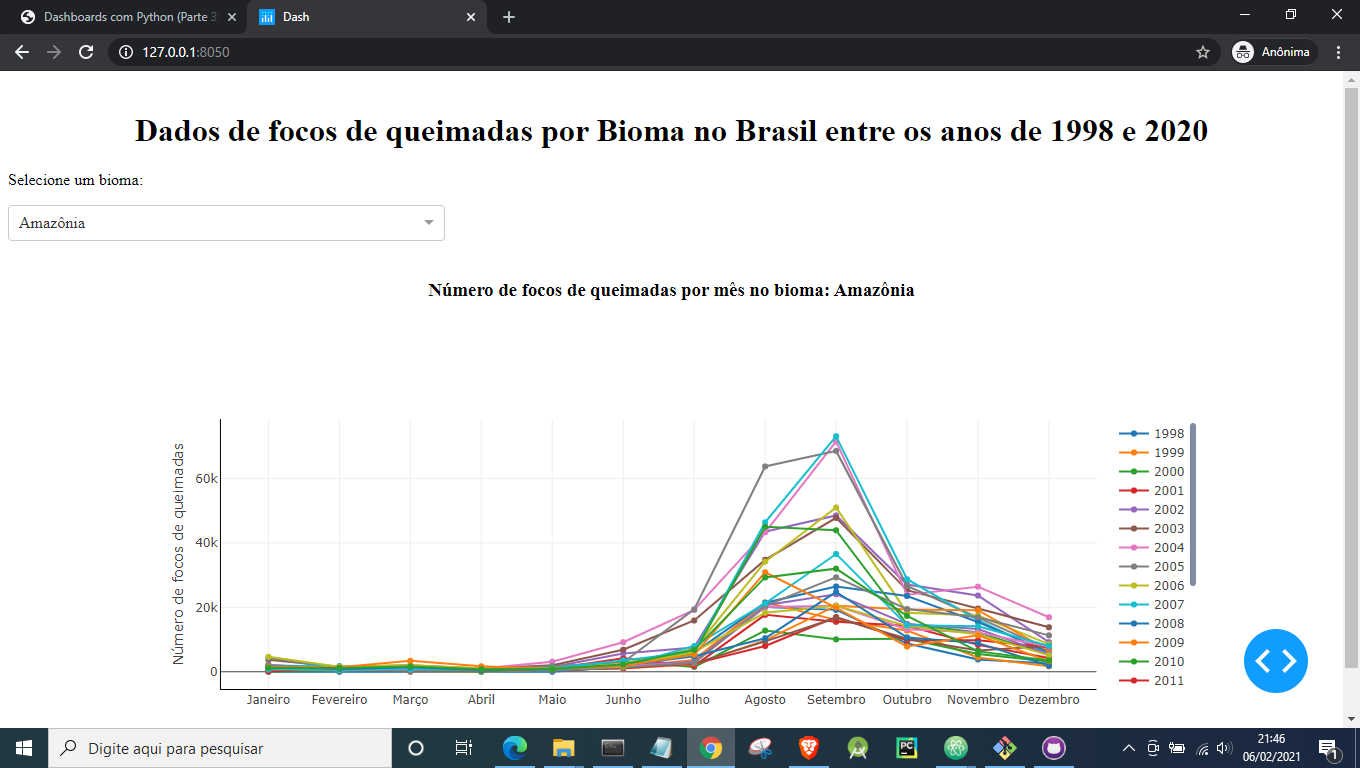 Dashboards com Python (Parte 3
Dash
127.0.0.1:8050
Anônima
Dados de focos de queimadas por Bioma no Brasil entre os anos de 1998 e 2020
Selecione um bioma:
Amazônia
Número de focos de queimadas por mês no bioma: Amazônia
Número de focos de queimadas
60k
40k
20k
0
Janeiro Fevereiro Março Abril Maio Junho Julho Agosto Setembro Outubro Novembro Dezembro
1998
1999
2000
2001
2002
2003
2004
2005
2006
2007
2008
2009
2010
2011
Digite aqui para pesquisar
PC
21:46
06/02/2021
1